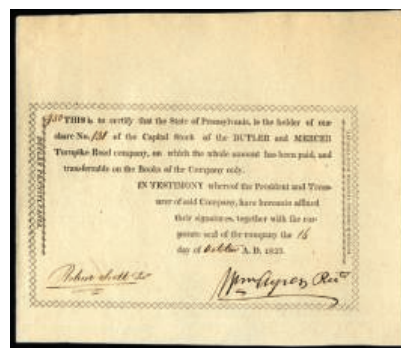 $50 THIS is to certify that the State of Pennsylvania, is the holder of one
share No. 131 of the Capital Stock of the BUTLER and MERCER
Turnpike Road company, on which the whole amount has been paid, and
transferable on the Books of the Company only.
IN TESTIMONY whereof the President and Treas-
urer of said Company, have hereunto affixed
their signatures, together with the cor-
porate seal of the company the 16
day of October A. D. 1823.
Robert Scott Tr
Wm Ayres